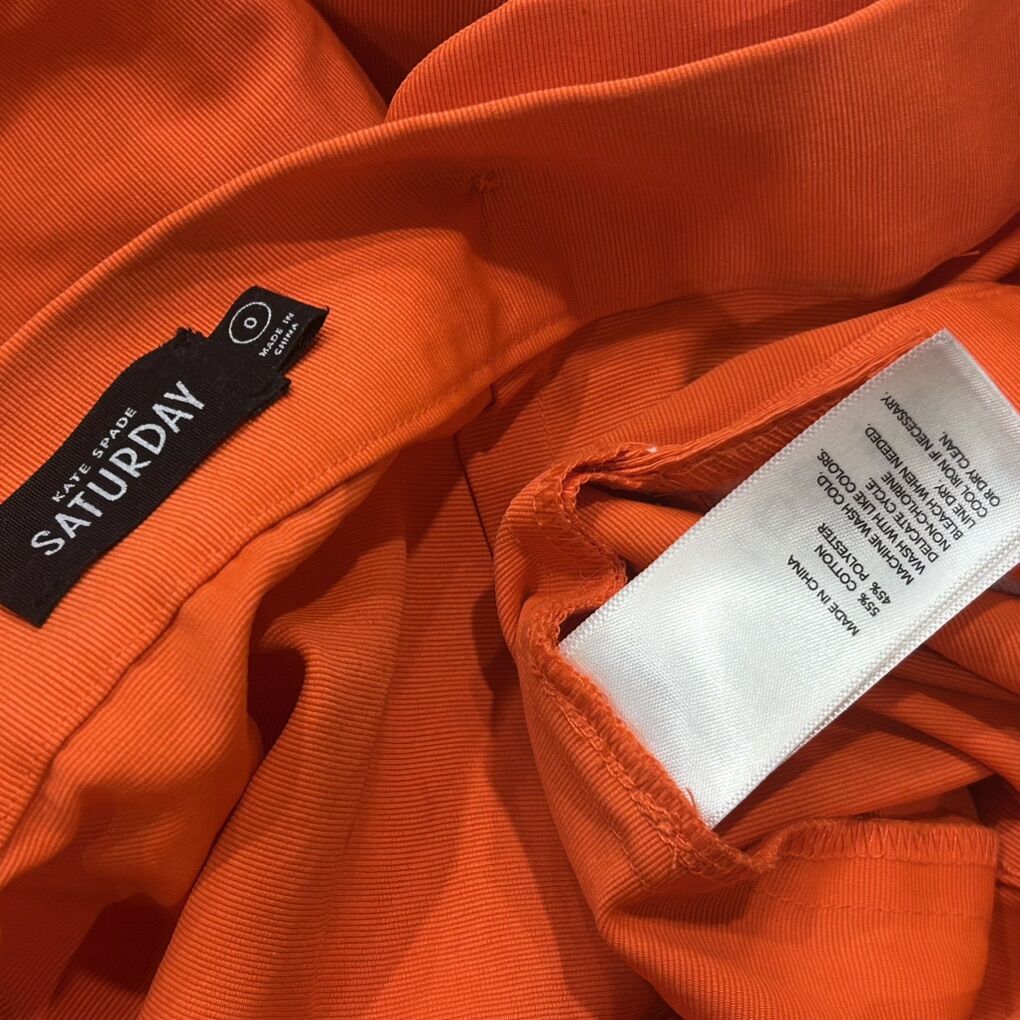 KATE SPADE
SATURDAY
0
MADE IN
CHINA
MADE IN CHINA
55% COTTON
45% POLYESTER
MACHINE WASH COLD
WASH WITH LIKE COLORS.
DELICATE CYCLE
NON-CHLORINE
BLEACH WHEN NEEDED.
LINE DRY.
COOL IRON IF NECESSARY.
OR DRY CLEAN.